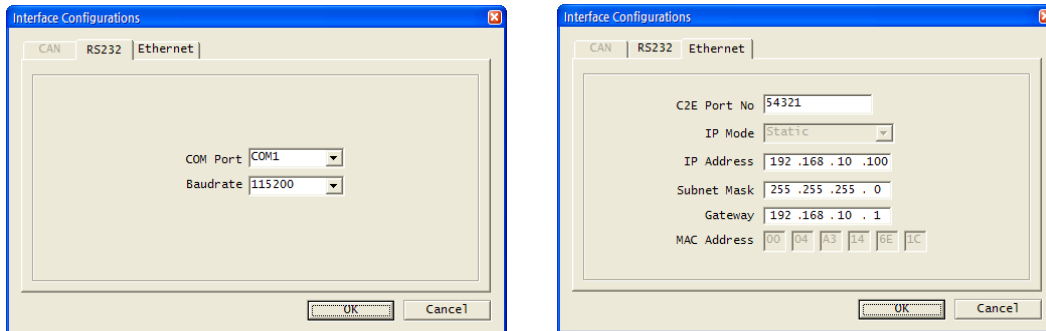 Interface Configurations
CAN RS232 Ethernet
COM Port COM1
Baudrate 115200
OK Cancel
Interface Configurations
CAN RS232 Ethernet
C2E Port No 54321
IP Mode Static
IP Address 192 .168 .10 .100
Subnet Mask 255 .255 .255 . 0
Gateway 192 .168 .10 . 1
MAC Address 00 04 A3 14 6E 1C
OK Cancel